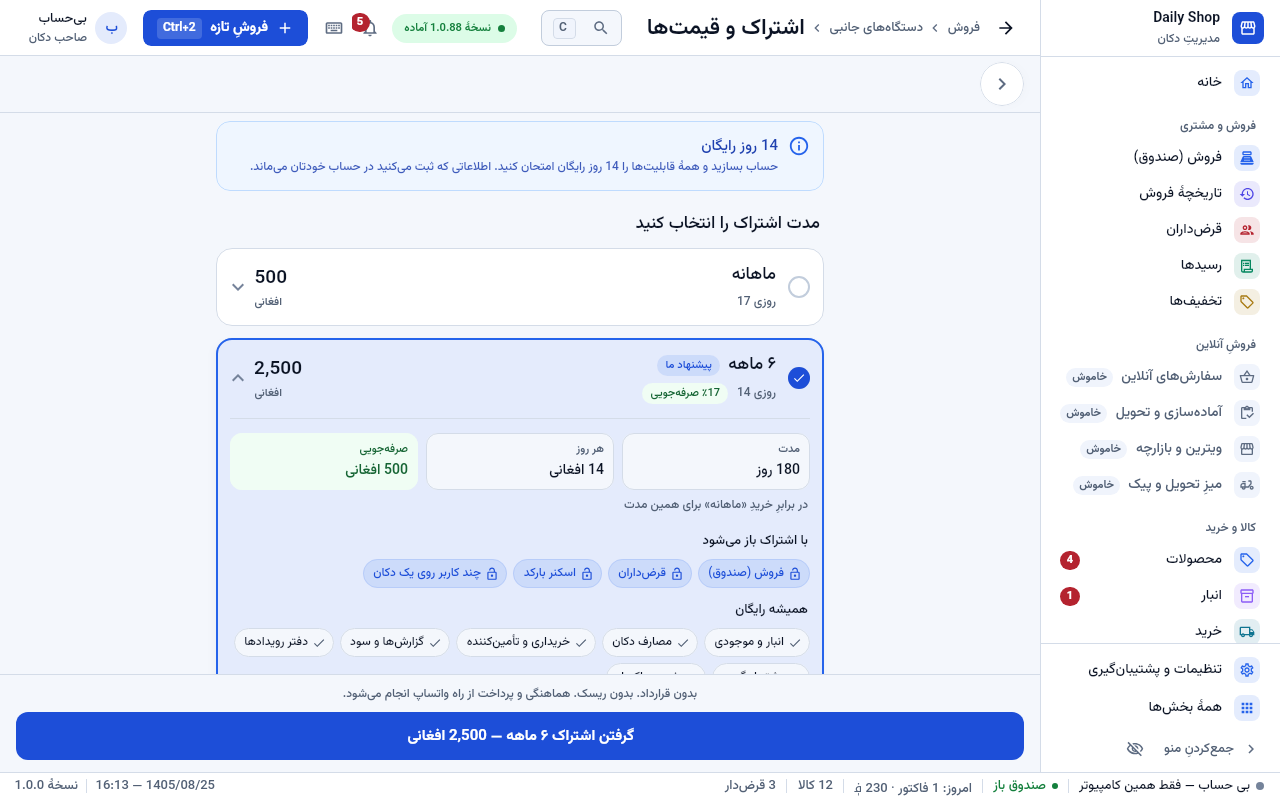 Daily Shop
مدیریتِ دکان
خانه
فروش و مشتری
فروش (صندوق)
تاریخچهٔ فروش
قرض‌داران
رسیدها
تخفیف‌ها
فروشِ آنلاین
سفارش‌های آنلاین خاموش
آماده‌سازی و تحویل خاموش
ویترین و بازارچه خاموش
میزِ تحویل و پیک خاموش
کالا و خرید
محصولات 4
انبار 1
خرید
تنظیمات و پشتیبان‌گیری
همهٔ بخش‌ها
جمع‌کردنِ منو
فروش
دستگاه‌های جانبی
اشتراک و قیمت‌ها
C
نسخهٔ 1.0.88 آماده
5
فروشِ تازه Ctrl+2
ب
بی‌حساب
صاحب دکان
14 روز رایگان
حساب بسازید و همهٔ قابلیت‌ها را 14 روز رایگان امتحان کنید. اطلاعاتی که ثبت می‌کنید در حساب خودتان می‌ماند.
مدت اشتراک را انتخاب کنید
ماهانه
روزی 17
500
افغانی
۶ ماهه پیشنهاد ما
روزی 14
٪17 صرفه‌جویی
2,500
افغانی
مدت
180 روز
هر روز
14 افغانی
صرفه‌جویی
500 افغانی
در برابرِ خریدِ «ماهانه» برای همین مدت
با اشتراک باز می‌شود
فروش (صندوق)
قرض‌داران
اسکنر بارکد
چند کاربر روی یک دکان
همیشه رایگان
انبار و موجودی
مصارف دکان
خریداری و تأمین‌کننده
گزارش‌ها و سود
دفتر رویدادها
بدون قرارداد. بدون ریسک. هماهنگی و پرداخت از راه واتساپ انجام می‌شود.
گرفتن اشتراک ۶ ماهه — 2,500 افغانی
بی حساب — فقط همین کامپیوتر
صندوق باز
امروز: 1 فاکتور · 230 ؋
12 کالا
3 قرض‌دار
1405/08/25 — 16:13
نسخهٔ 1.0.0